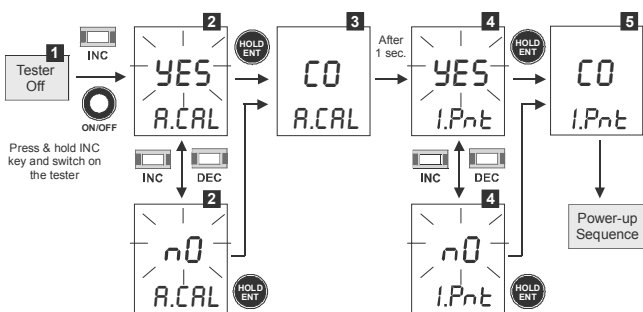 1
Tester
Off
INC
ON/OFF
Press & hold INC
key and switch on
the tester
2
YES
A.CAL
HOLD
ENT
3
CO
A.CAL
After
1 sec.
4
YES
1.Pnt
HOLD
ENT
5
CO
1.Pnt
INC
DEC
INC
DEC
2
n0
A.CAL
HOLD
ENT
4
n0
1.Pnt
HOLD
ENT
Power-up
Sequence